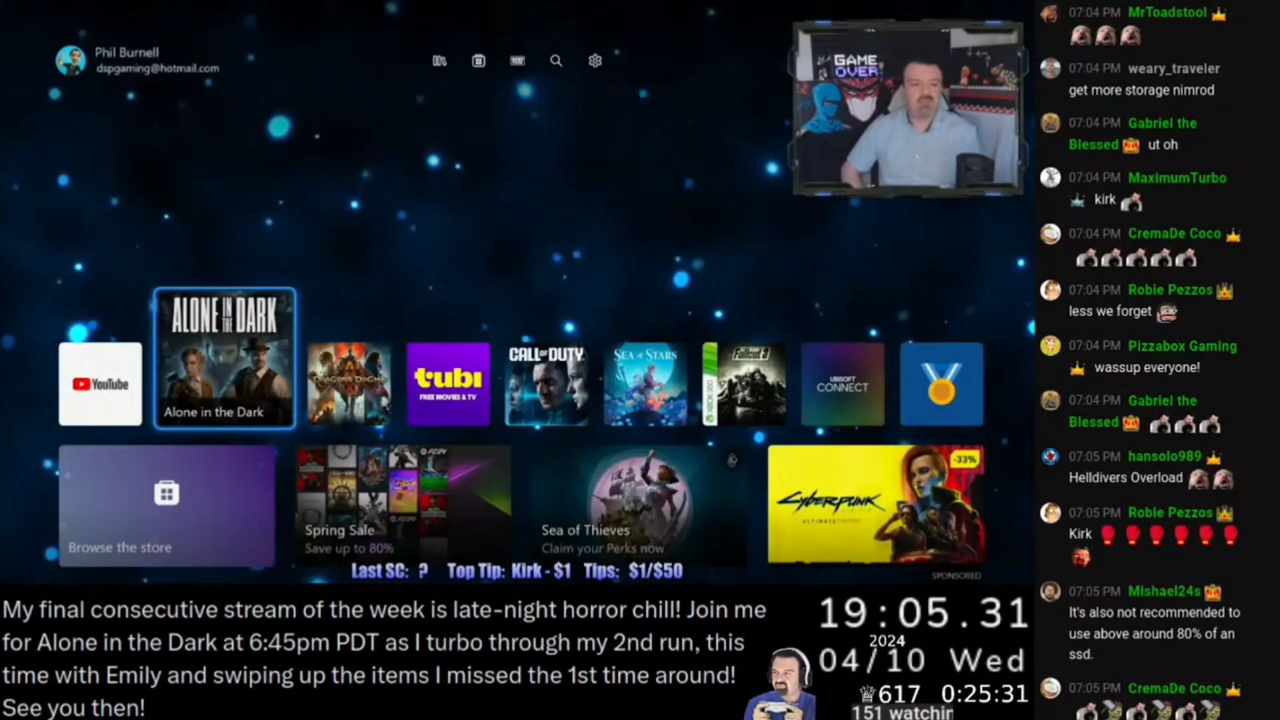 Phil Burnell
dspgaming@hotmail.com
GAME
OVER
ALONE IN THE DARK
Alone in the Dark
YouTube
DRAGON'S DOGMA
tubi
FREE MOVIES & TV
CALL OF DUTY
SEA of STARS
XBOX 360
Fallout 3
UBISOFT
CONNECT
Browse the store
Spring Sale
Save up to 80%
Sea of Thieves
Claim your Perks now
-33%
CYBERPUNK
ULTIMATE
SPONSORED
Last SC: ? Top Tip: Kirk - $1 Tips: $1/$50
My final consecutive stream of the week is late-night horror chill! Join me
for Alone in the Dark at 6:45pm PDT as I turbo through my 2nd run, this
time with Emily and swiping up the items I missed the 1st time around!
See you then!
19:05.31
2024
04/10 Wed
617 0:25:31
151 watchin
07:04 PM MrToadstool
07:04 PM weary_traveler
get more storage nimrod
07:04 PM Gabriel the
Blessed ut oh
07:04 PM MaximumTurbo
kirk
07:04 PM CremaDe Coco
07:04 PM Robie Pezzos
less we forget
07:04 PM Pizzabox Gaming
wassup everyone!
07:04 PM Gabriel the
Blessed
07:05 PM hansolo989
Helldivers Overload
07:05 PM Robie Pezzos
Kirk
07:05 PM Mishael24s
It's also not recommended to
use above around 80% of an
ssd.
07:05 PM CremaDe Coco